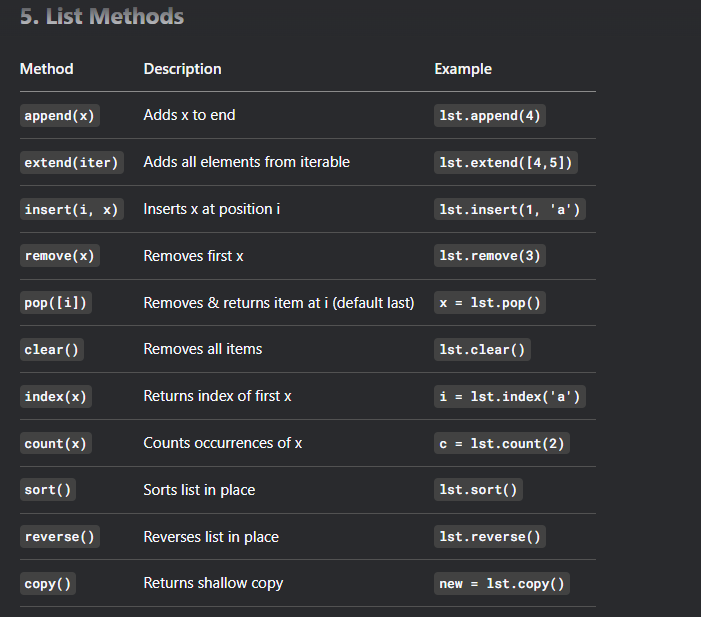 5. List Methods
Method Description Example
append(x) Adds x to end lst.append(4)
extend(iter) Adds all elements from iterable lst.extend([4,5])
insert(i, x) Inserts x at position i lst.insert(1, 'a')
remove(x) Removes first x lst.remove(3)
pop([i]) Removes & returns item at i (default last) x = lst.pop()
clear() Removes all items lst.clear()
index(x) Returns index of first x i = lst.index('a')
count(x) Counts occurrences of x c = lst.count(2)
sort() Sorts list in place lst.sort()
reverse() Reverses list in place lst.reverse()
copy() Returns shallow copy new = lst.copy()